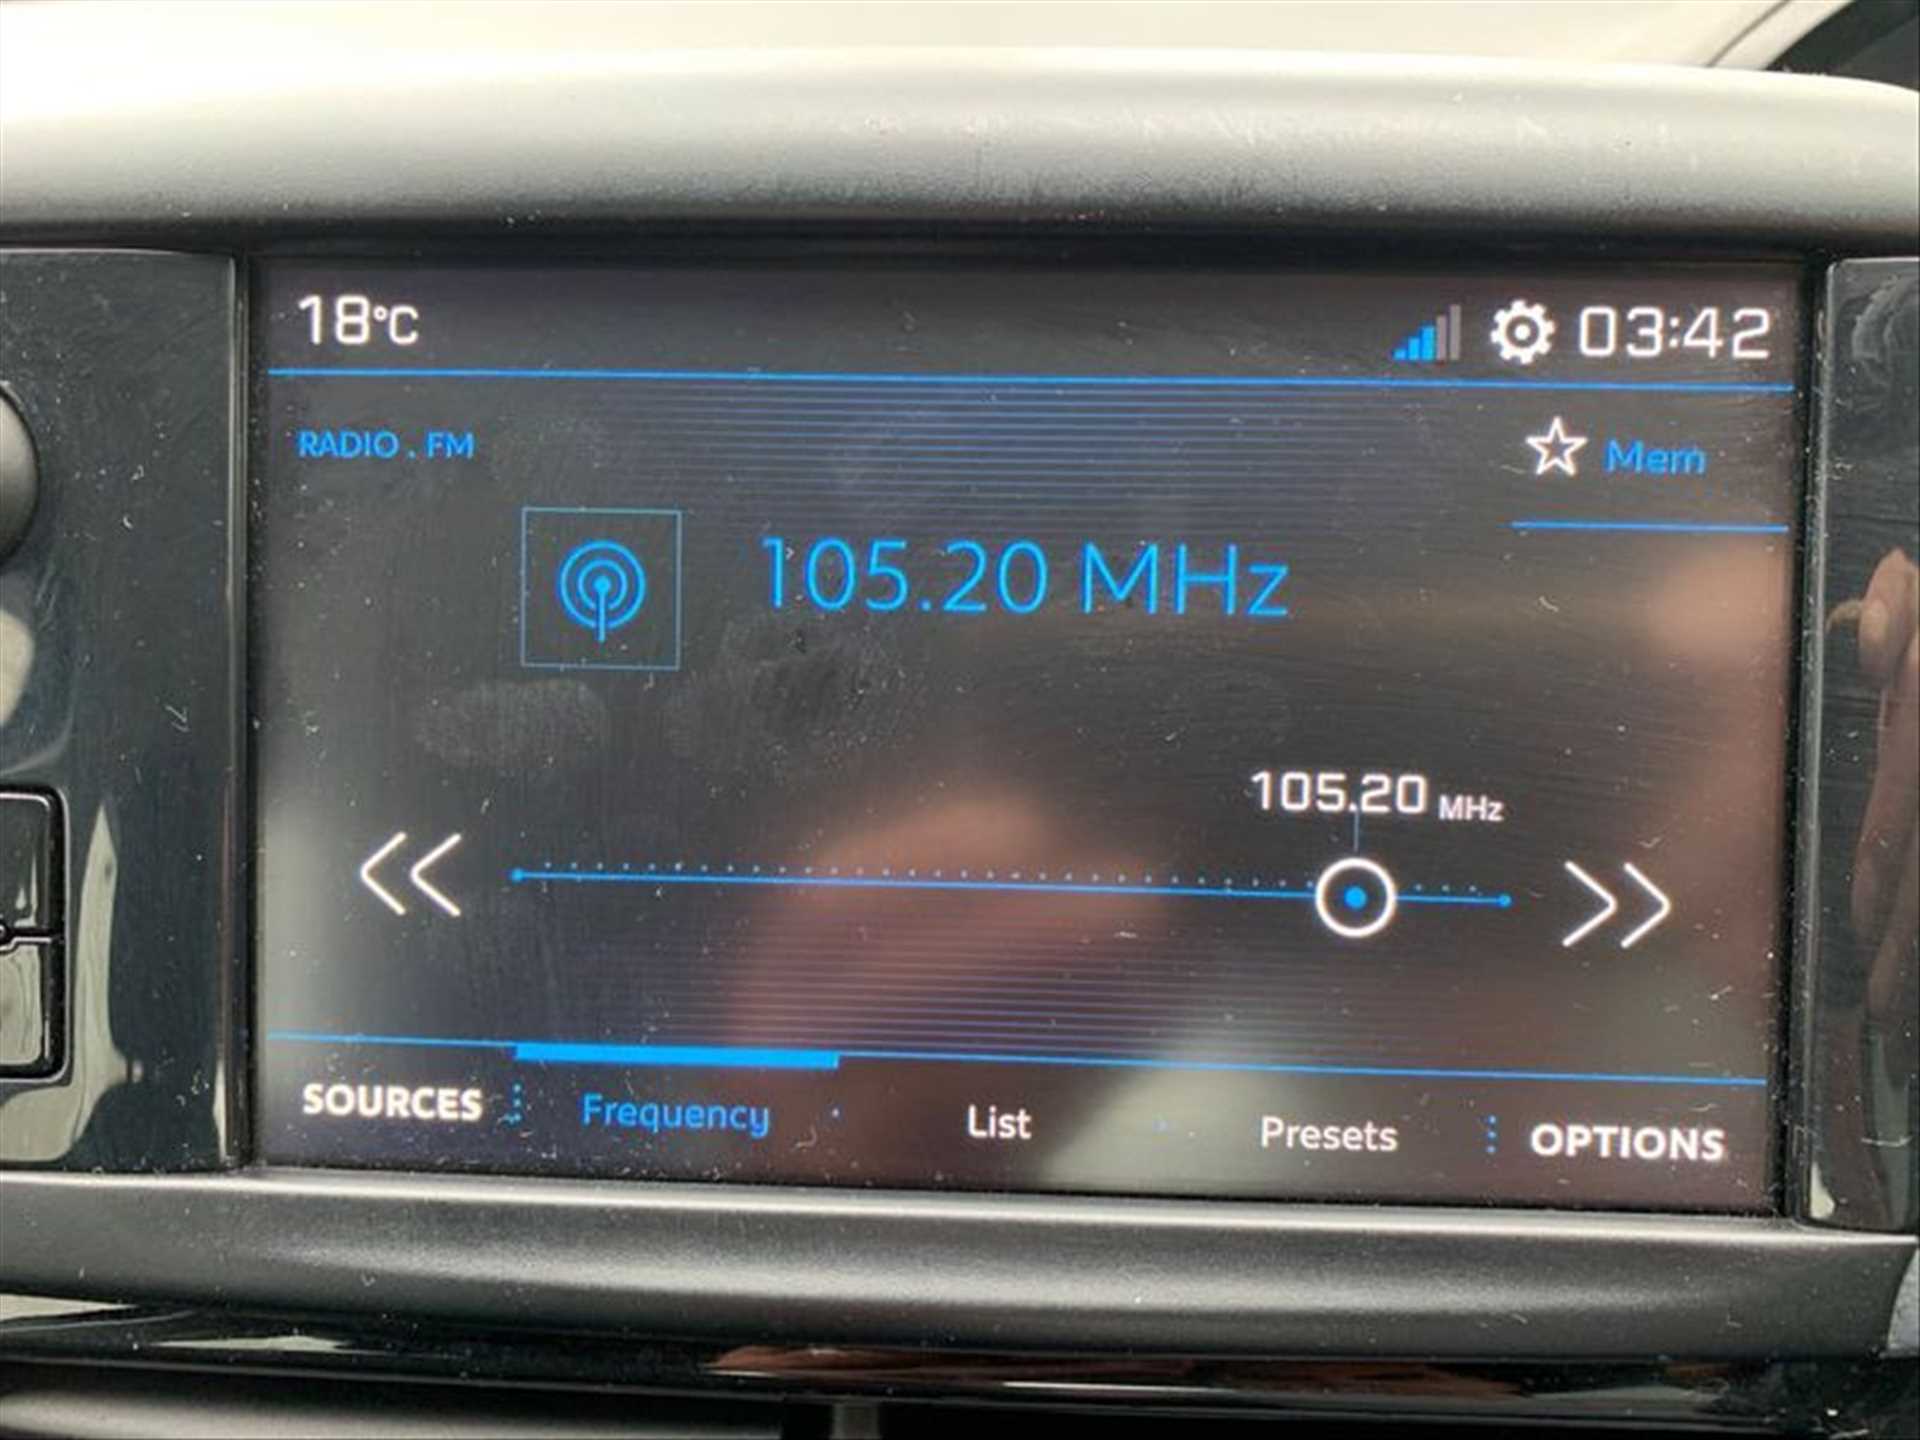 18°C 03:42
RADIO . FM
Mem
105.20 MHz
105.20 MHz
SOURCES Frequency List Presets OPTIONS